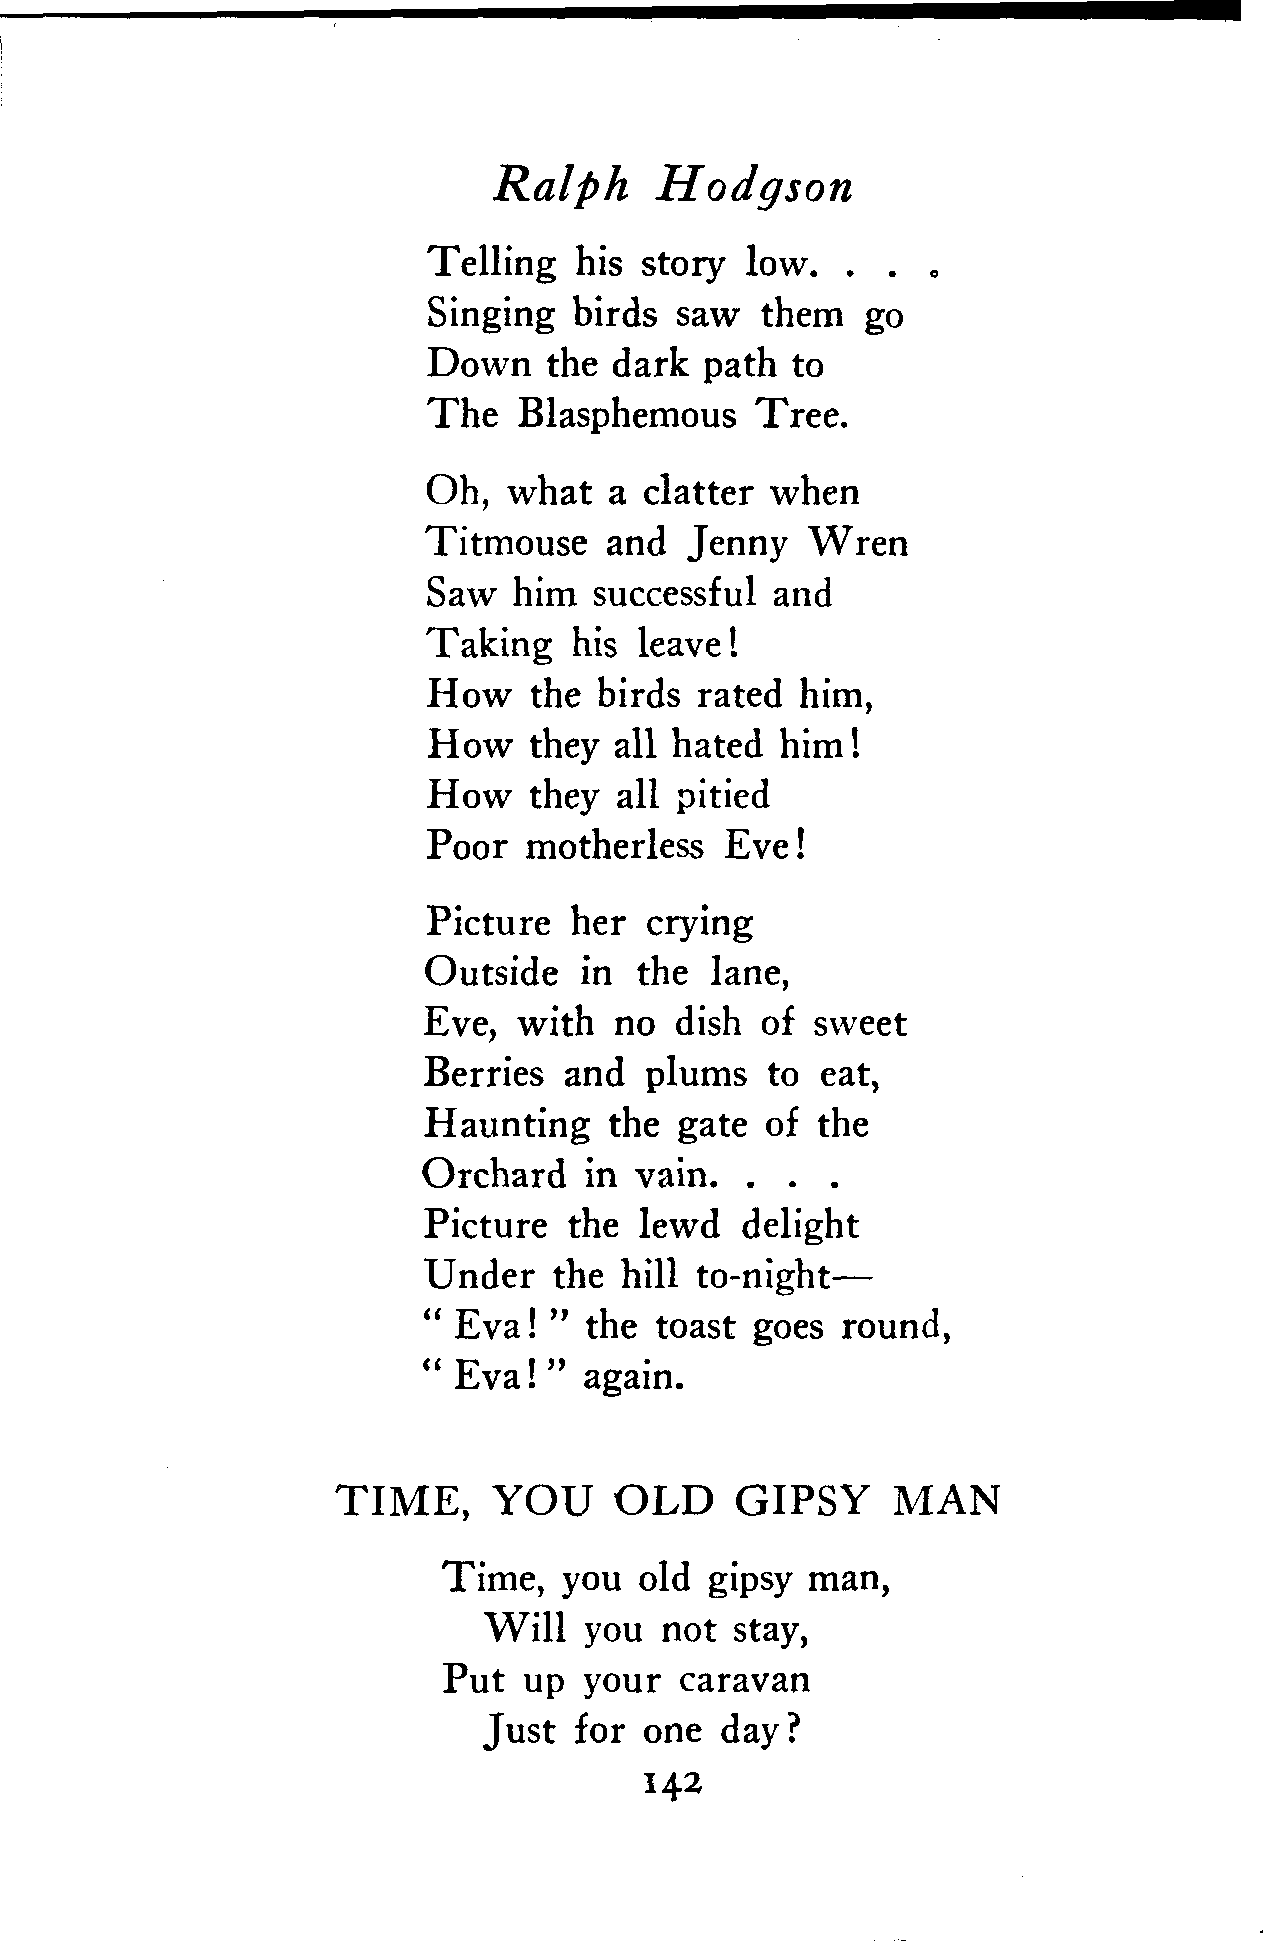 Ralph Hodgson
Telling his story low. . . .
Singing birds saw them go
Down the dark path to
The Blasphemous Tree.
Oh, what a clatter when
Titmouse and Jenny Wren
Saw him successful and
Taking his leave!
How the birds rated him,
How they all hated him!
How they all pitied
Poor motherless Eve!
Picture her crying
Outside in the lane,
Eve, with no dish of sweet
Berries and plums to eat,
Haunting the gate of the
Orchard in vain. . . .
Picture the lewd delight
Under the hill to-night—
“ Eva! ” the toast goes round,
“ Eva! ” again.
TIME, YOU OLD GIPSY MAN
Time, you old gipsy man,
Will you not stay,
Put up your caravan
Just for one day?
142